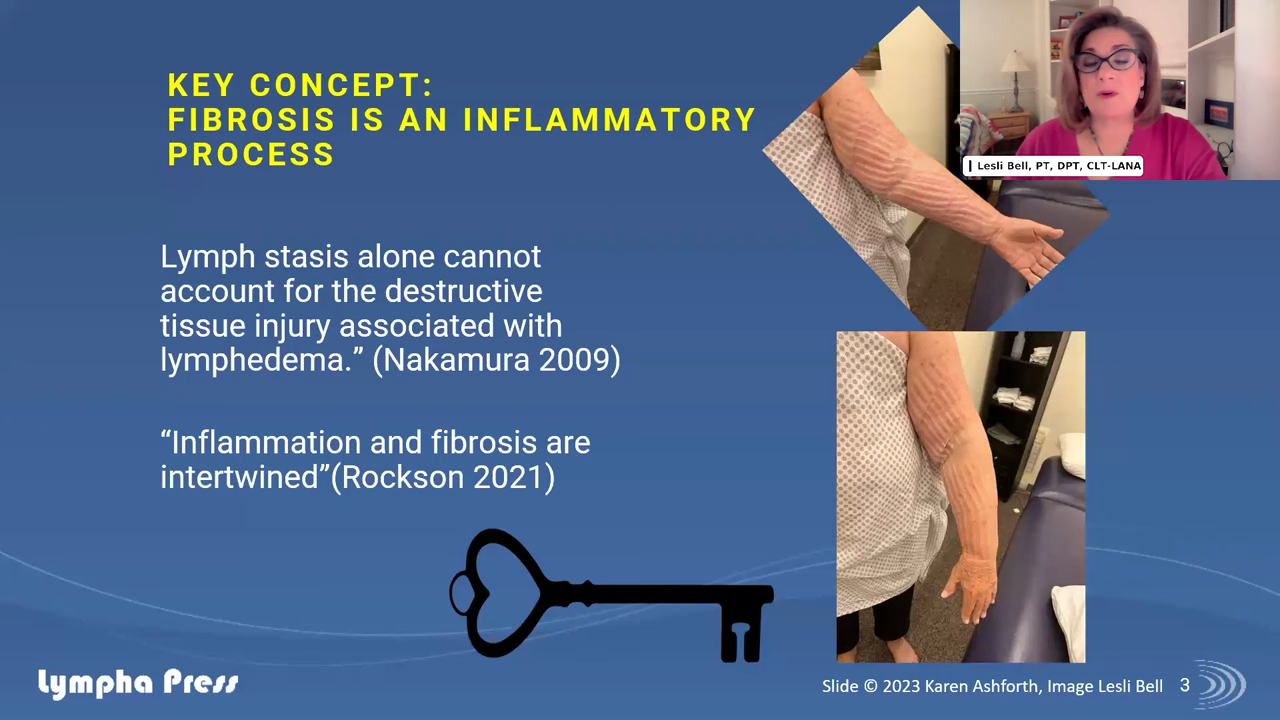 KEY CONCEPT:
FIBROSIS IS AN INFLAMMATORY
PROCESS
Lesli Bell, PT, DPT, CLT-LANA
Lymph stasis alone cannot
account for the destructive
tissue injury associated with
lymphedema.” (Nakamura 2009)
“Inflammation and fibrosis are
intertwined”(Rockson 2021)
Lympha Press
Slide © 2023 Karen Ashforth, Image Lesli Bell 3